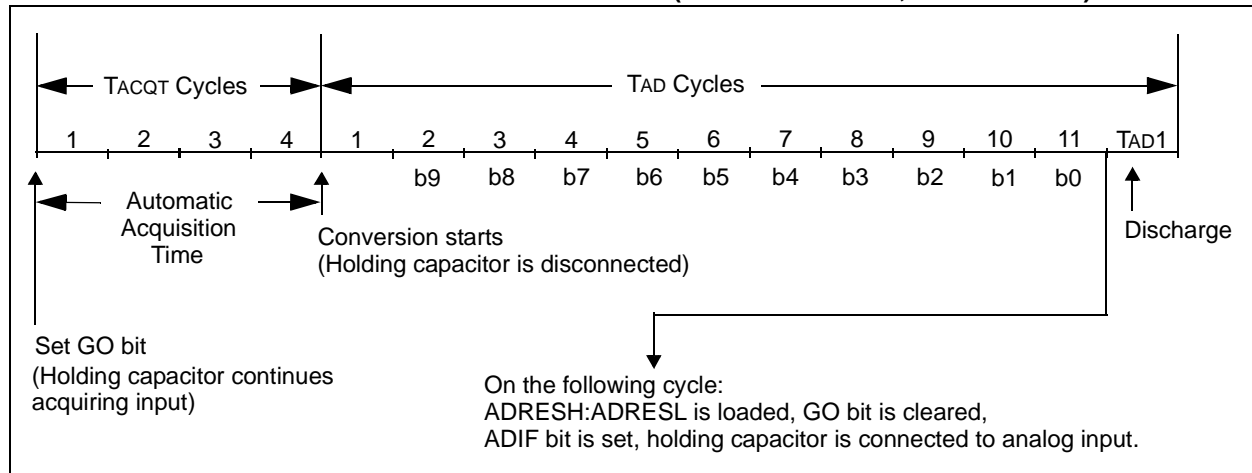 TACQT Cycles
TAD Cycles
1 2 3 4 1 2 3 4 5 6 7 8 9 10 11 TAD1
b9 b8 b7 b6 b5 b4 b3 b2 b1 b0
Automatic
Acquisition
Time
Conversion starts
(Holding capacitor is disconnected)
Discharge
Set GO bit
(Holding capacitor continues
acquiring input)
On the following cycle:
ADRESH:ADRESL is loaded, GO bit is cleared,
ADIF bit is set, holding capacitor is connected to analog input.